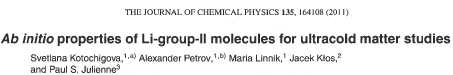 THE JOURNAL OF CHEMICAL PHYSICS 135, 164108 (2011)
Ab initio properties of Li-group-II molecules for ultracold matter studies
Svetlana Kotochigova,1,a) Alexander Petrov,1,b) Maria Linnik,1 Jacek Kłos,2
and Paul S. Julienne3